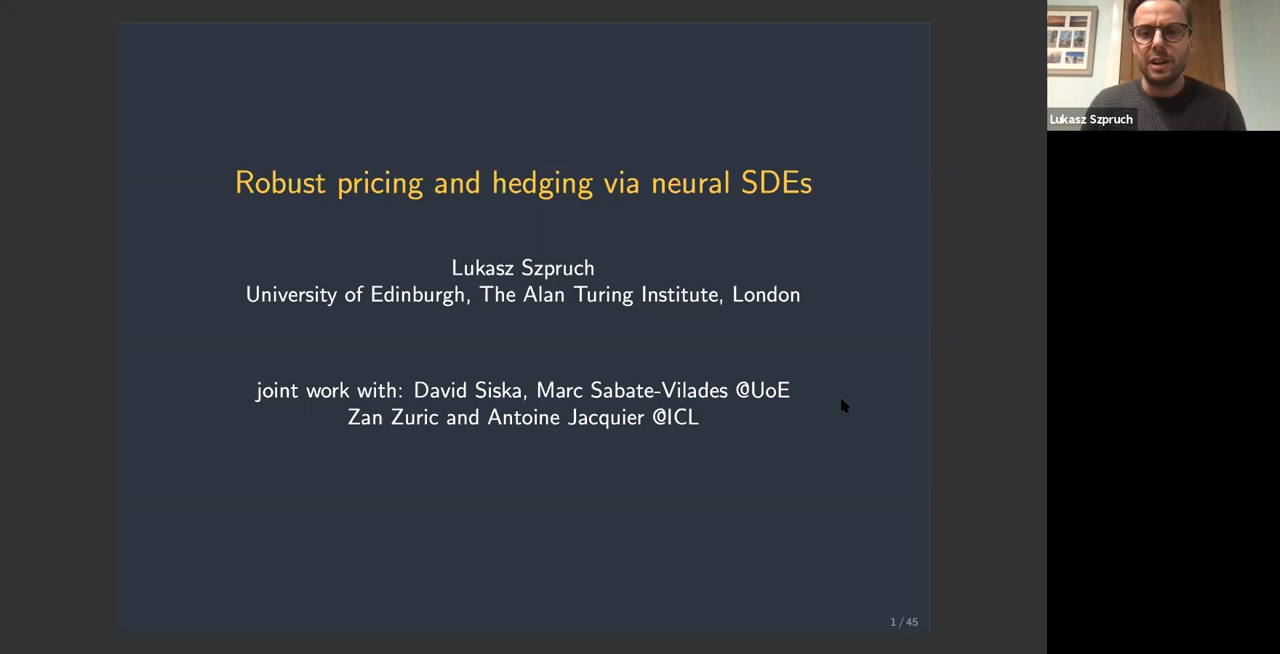 Robust pricing and hedging via neural SDEs
Lukasz Szpruch
University of Edinburgh, The Alan Turing Institute, London
joint work with: David Siska, Marc Sabate-Vilades @UoE
Zan Zuric and Antoine Jacquier @ICL
1 / 45
Lukasz Szpruch